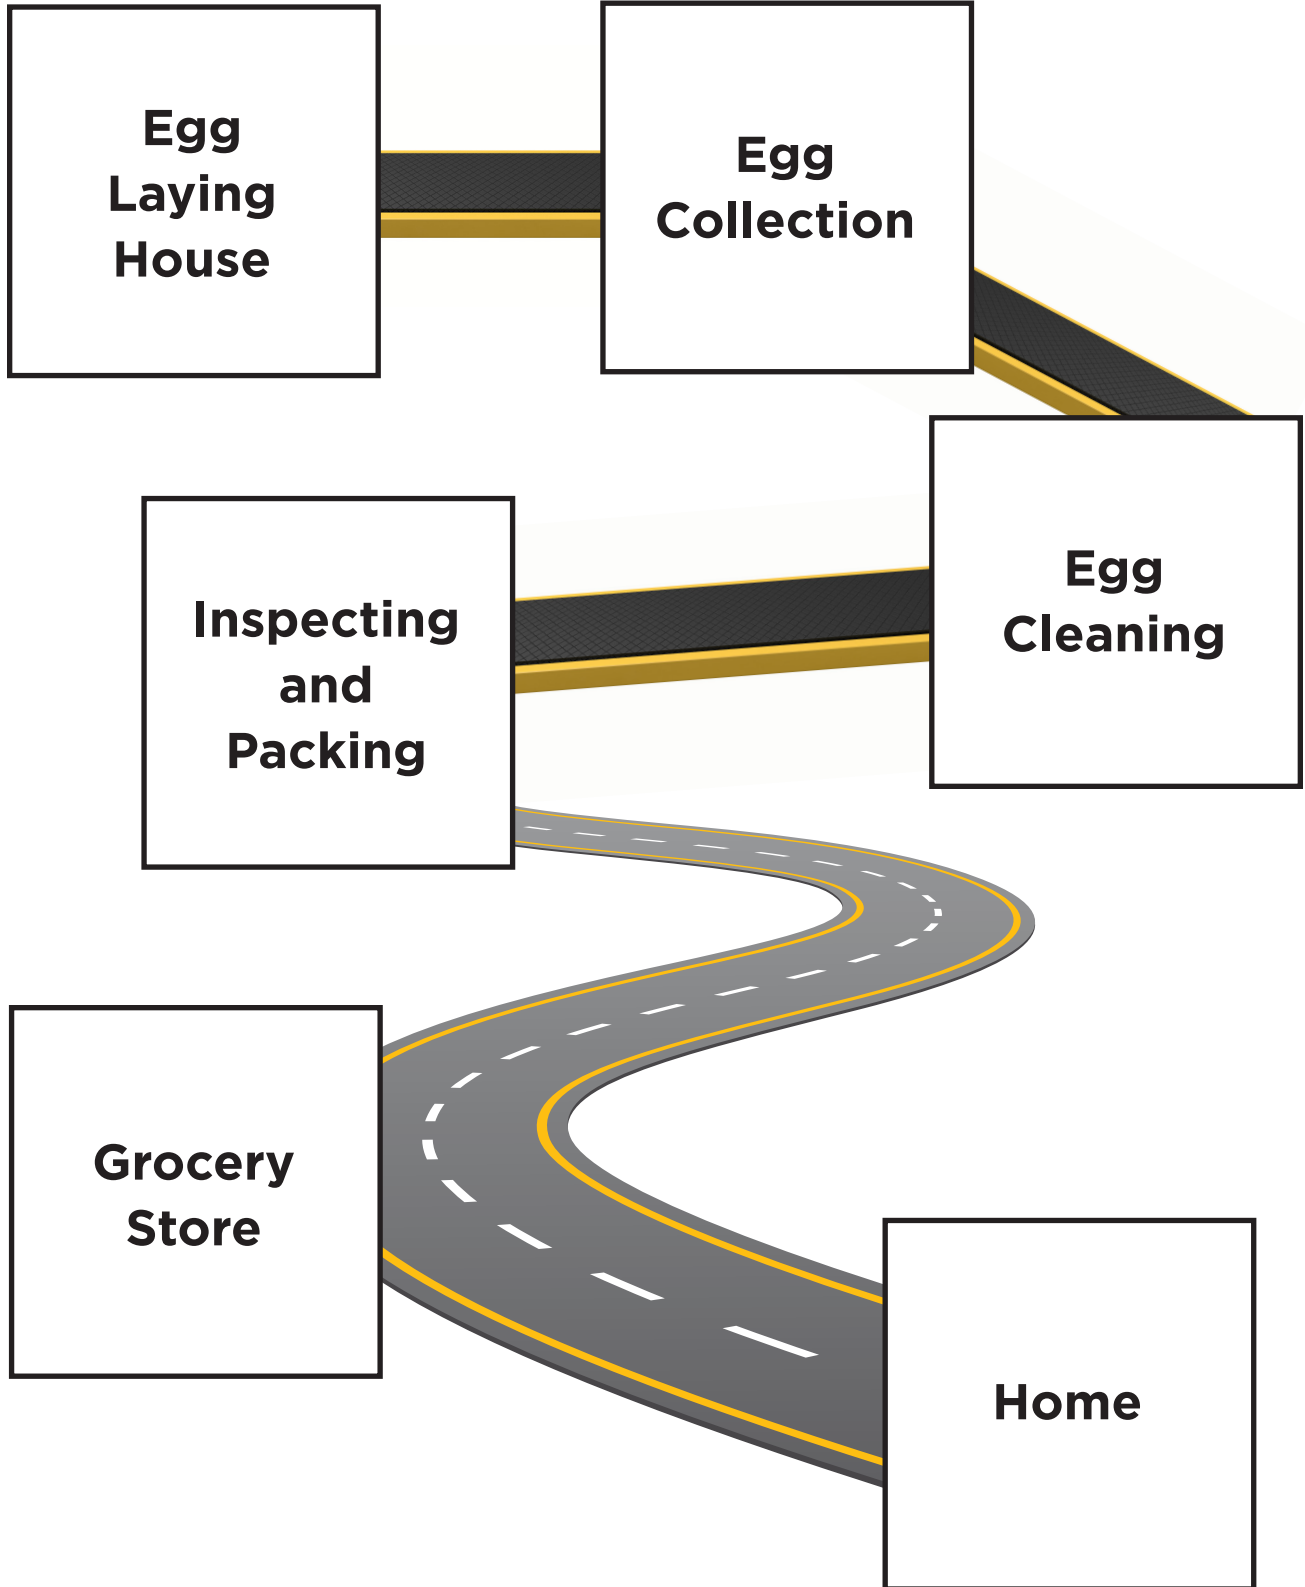 Egg
Laying
House
Egg
Collection
Egg
Cleaning
Inspecting
and
Packing
Grocery
Store
Home